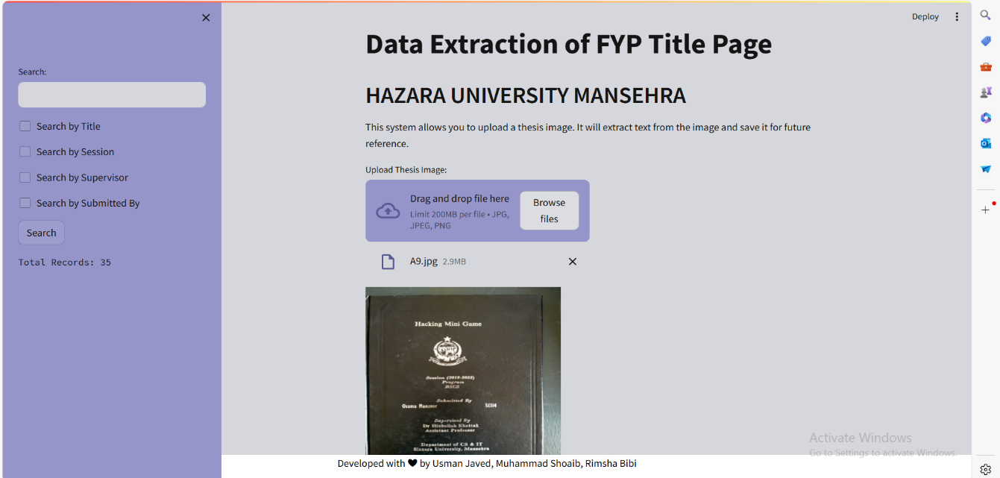 Deploy
Search:
Search by Title
Search by Session
Search by Supervisor
Search by Submitted By
Search
Total Records: 35
Data Extraction of FYP Title Page
HAZARA UNIVERSITY MANSEHRA
This system allows you to upload a thesis image. It will extract text from the image and save it for future
reference.
Upload Thesis Image:
Drag and drop file here
Limit 200MB per file • JPG,
JPEG, PNG
Browse
files
A9.jpg 2.9MB
Hacking Mini Game
Session (2018-2022)
Program
BSCS
Submitted By
Osama Mansoor 51314
Supervised By
Dr Hizbullah Khattak
Assistant Professor
Department of CS & IT
Hazara University, Mansehra
Activate Windows
Go to Settings to activate Windows.
Developed with ❤ by Usman Javed, Muhammad Shoaib, Rimsha Bibi